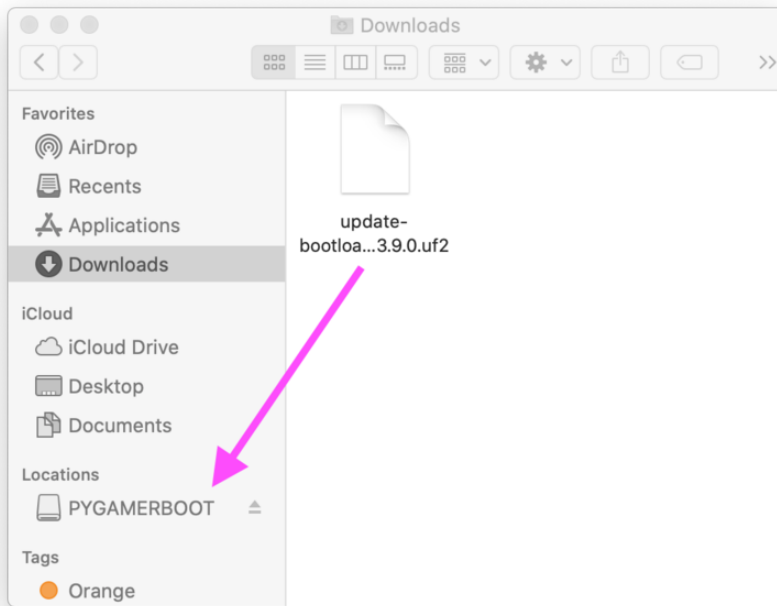 Downloads
Favorites
AirDrop
Recents
Applications
Downloads
iCloud
iCloud Drive
Desktop
Documents
Locations
PYGAMERBOOT
Tags
Orange
update-
bootloa...3.9.0.uf2